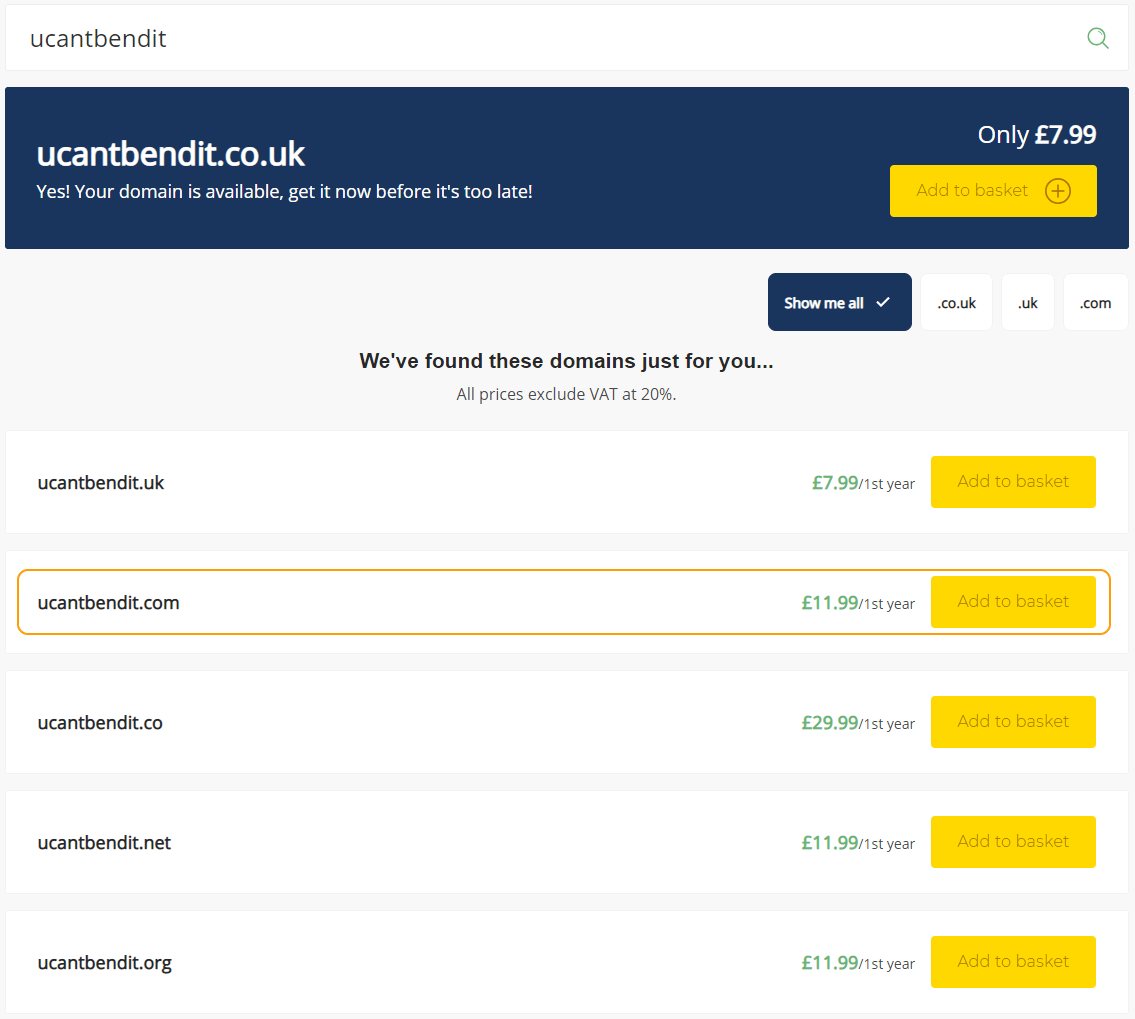 ucantbendit
ucantbendit.co.uk
Yes! Your domain is available, get it now before it's too late!
Only £7.99
Add to basket
Show me all
.co.uk
.uk
.com
We've found these domains just for you...
All prices exclude VAT at 20%.
ucantbendit.uk £7.99/1st year Add to basket
ucantbendit.com £11.99/1st year Add to basket
ucantbendit.co £29.99/1st year Add to basket
ucantbendit.net £11.99/1st year Add to basket
ucantbendit.org £11.99/1st year Add to basket